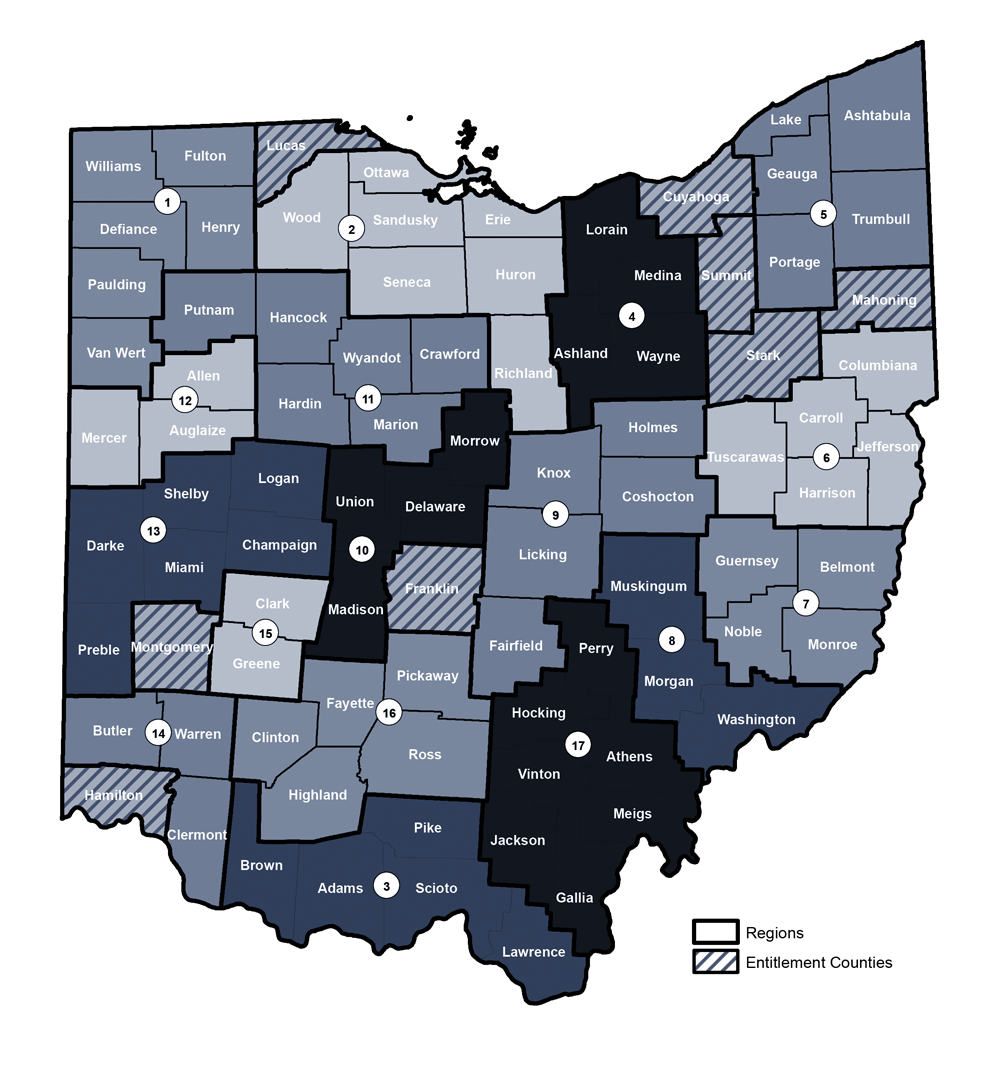 Lake
Ashtabula
Lucas
Fulton
Williams
Ottawa
Geauga
Cuyahoga
1
Wood
Sandusky
Erie
5
Trumbull
Defiance
Henry
2
Lorain
Portage
Paulding
Seneca
Huron
Medina
Summit
Mahoning
Putnam
Hancock
4
Van Wert
Wyandot
Crawford
Ashland
Wayne
Stark
Columbiana
Allen
Richland
12
Hardin
11
Marion
Carroll
Mercer
Auglaize
Morrow
Holmes
Jefferson
Tuscarawas
6
Knox
Logan
Shelby
Union
Delaware
Coshocton
Harrison
9
13
Darke
Champaign
10
Licking
Guernsey
Belmont
Miami
Franklin
Muskingum
Clark
Madison
7
15
Noble
Preble
Montgomery
Greene
Fairfield
Perry
8
Monroe
Pickaway
Morgan
Fayette
16
Hocking
Washington
Butler
14
Warren
Clinton
17
Ross
Athens
Vinton
Hamilton
Highland
Meigs
Clermont
Pike
Jackson
Brown
Adams
3
Scioto
Gallia
Lawrence
Regions
Entitlement Counties